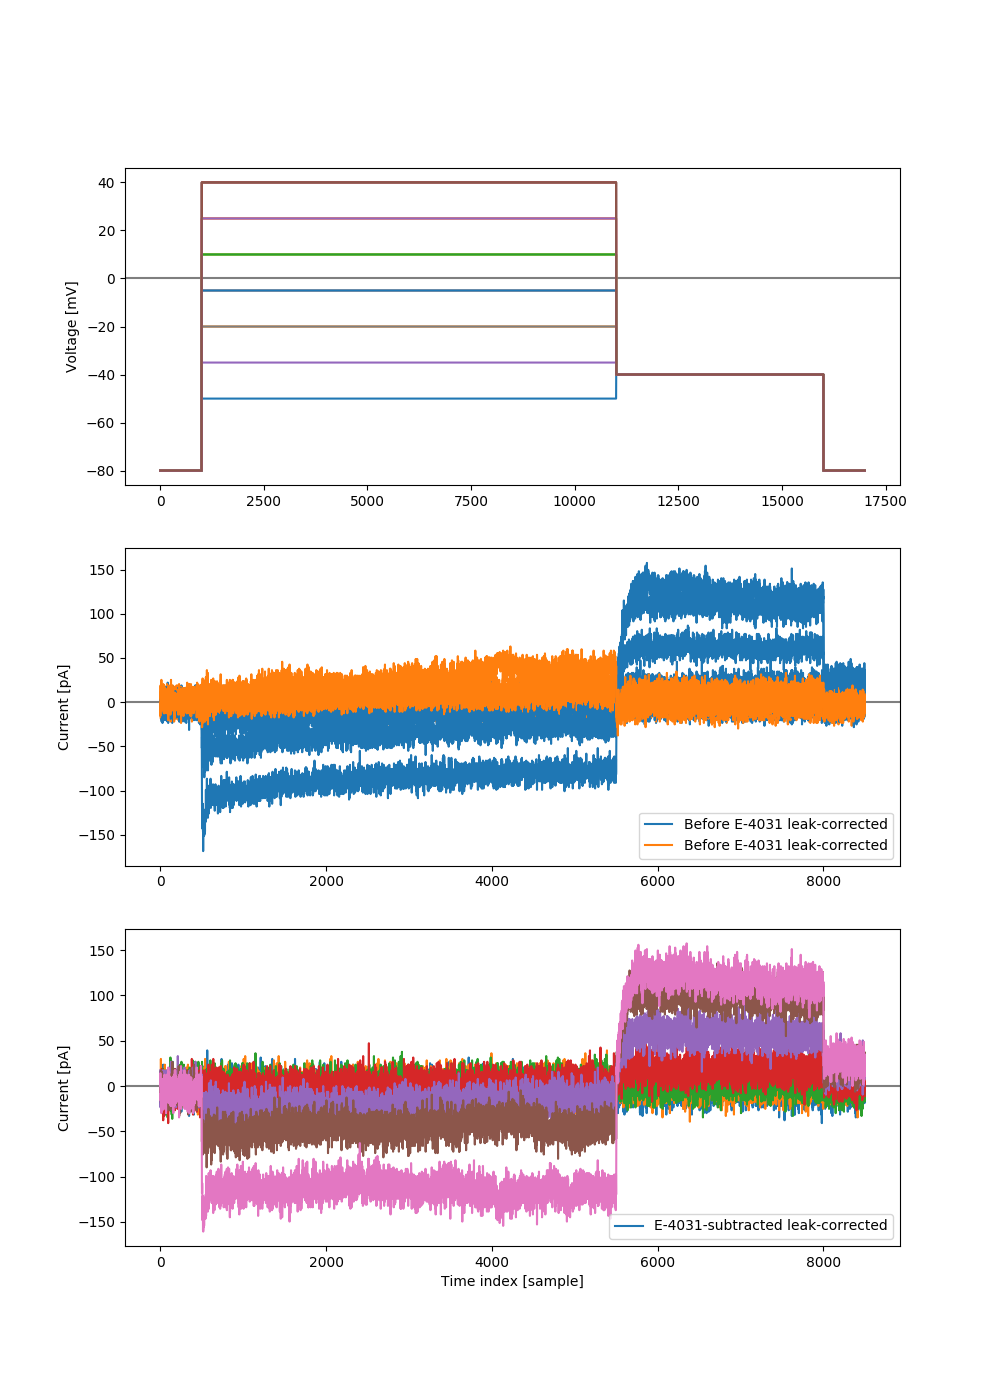 40
20
0
−20
−40
−60
−80
Voltage [mV]
0 2500 5000 7500 10000 12500 15000 17500
150
100
50
0
−50
−100
−150
Current [pA]
Before E-4031 leak-corrected
Before E-4031 leak-corrected
0 2000 4000 6000 8000
150
100
50
0
−50
−100
−150
Current [pA]
E-4031-subtracted leak-corrected
0 2000 4000 6000 8000
Time index [sample]